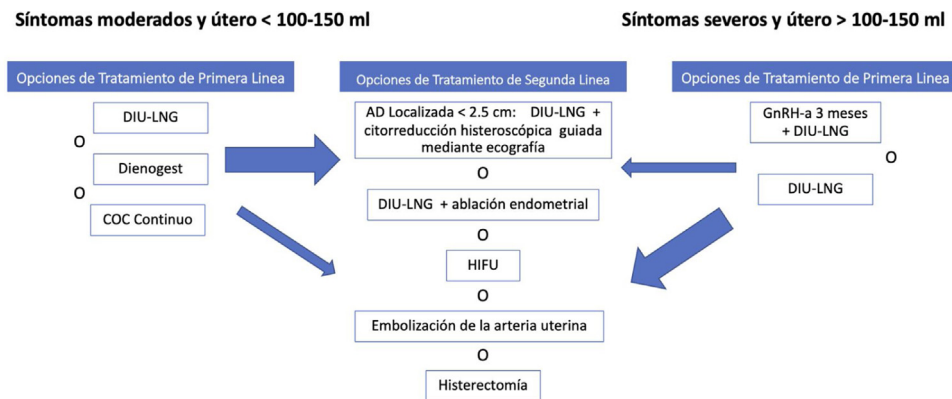 Síntomas moderados y útero < 100-150 ml
Síntomas severos y útero > 100-150 ml
Opciones de Tratamiento de Primera Linea
DIU-LNG
O
Dienogest
O
COC Continuo
Opciones de Tratamiento de Segunda Linea
AD Localizada < 2.5 cm: DIU-LNG +
citorreducción histeroscópica guiada
mediante ecografía
O
DIU-LNG + ablación endometrial
O
HIFU
O
Embolización de la arteria uterina
O
Histerectomía
Opciones de Tratamiento de Primera Linea
GnRH-a 3 meses
+ DIU-LNG
O
DIU-LNG